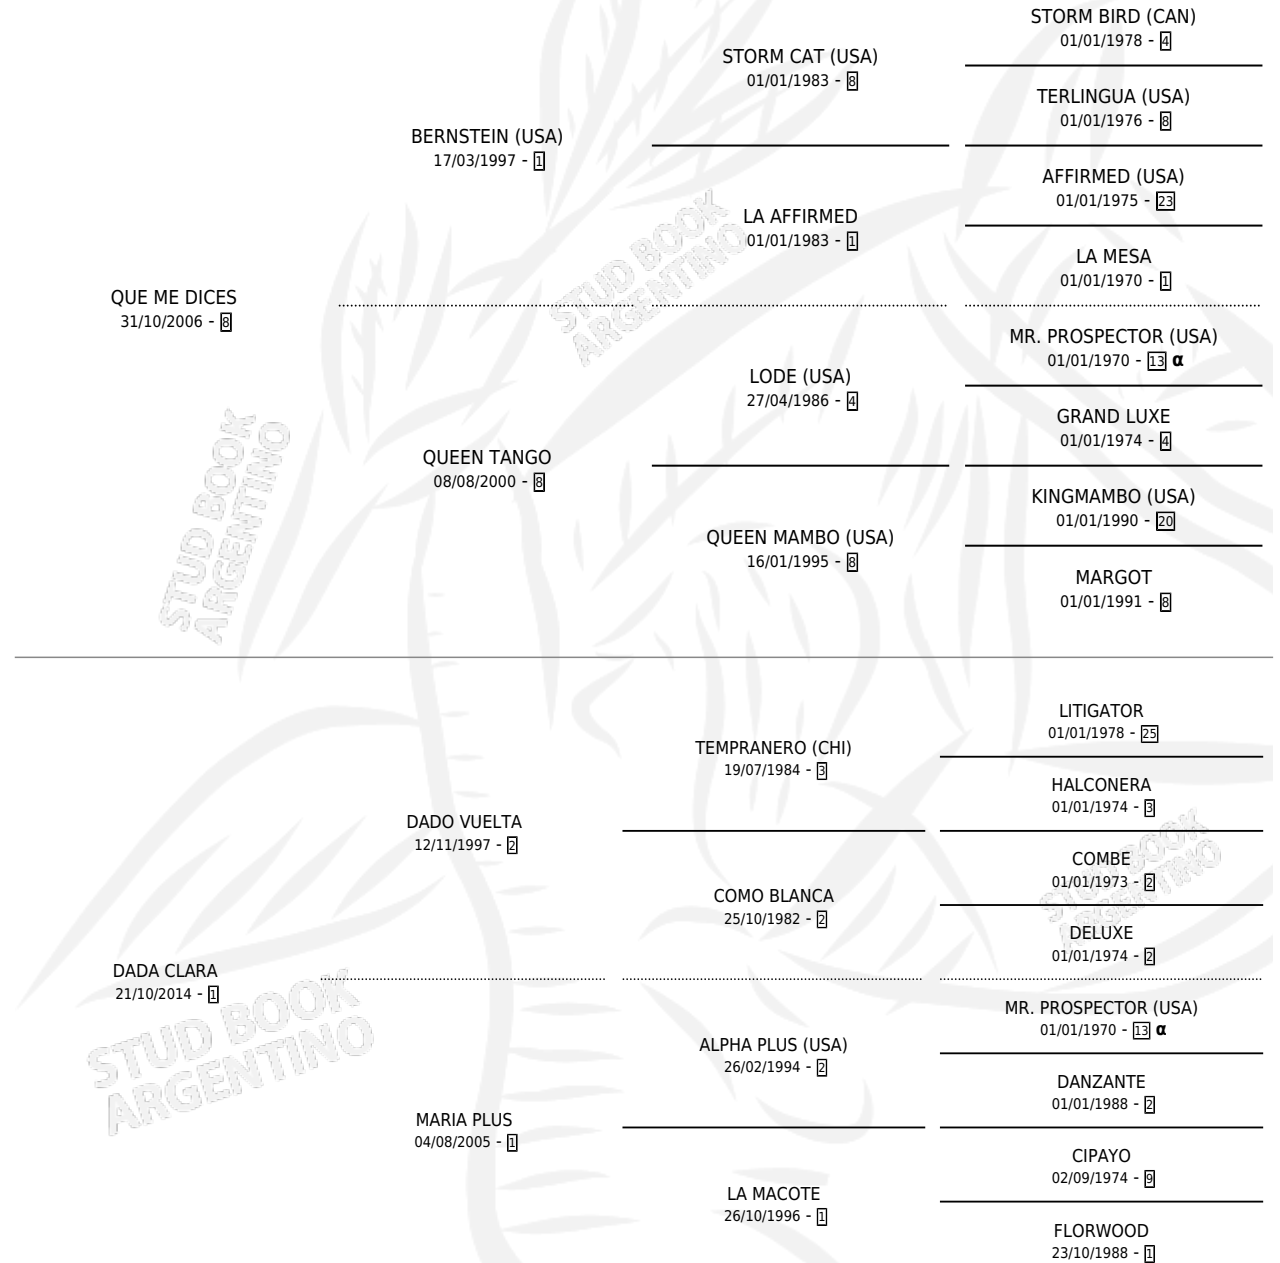 STORM BIRD (CAN)
01/01/1978 - 4
STORM CAT (USA)
01/01/1983 - 8
TERLINGUA (USA)
01/01/1976 - 8
BERNSTEIN (USA)
17/03/1997 - 1
AFFIRMED (USA)
01/01/1975 - 23
LA AFFIRMED
01/01/1983 - 1
LA MESA
01/01/1970 - 1
QUE ME DICES
31/10/2006 - 8
MR. PROSPECTOR (USA)
01/01/1970 - 13 α
LODE (USA)
27/04/1986 - 4
GRAND LUXE
01/01/1974 - 4
QUEEN TANGO
08/08/2000 - 8
KINGMAMBO (USA)
01/01/1990 - 20
QUEEN MAMBO (USA)
16/01/1995 - 8
MARGOT
01/01/1991 - 8
LITIGATOR
01/01/1978 - 25
TEMPRANERO (CHI)
19/07/1984 - 3
HALCONERA
01/01/1974 - 3
DADO VUELTA
12/11/1997 - 2
COMBE
01/01/1973 - 2
COMO BLANCA
25/10/1982 - 2
DELUXE
01/01/1974 - 2
DADA CLARA
21/10/2014 - 1
MR. PROSPECTOR (USA)
01/01/1970 - 13 α
ALPHA PLUS (USA)
26/02/1994 - 2
DANZANTE
01/01/1988 - 2
MARIA PLUS
04/08/2005 - 1
CIPAYO
02/09/1974 - 9
LA MACOTE
26/10/1996 - 1
FLORWOOD
23/10/1988 - 1
STUD BOOK
ARGENTINO
STUD BOOK
ARGENTINO
STUD BOOK
ARGENTINO
STUD BOOK
ARGENTINO